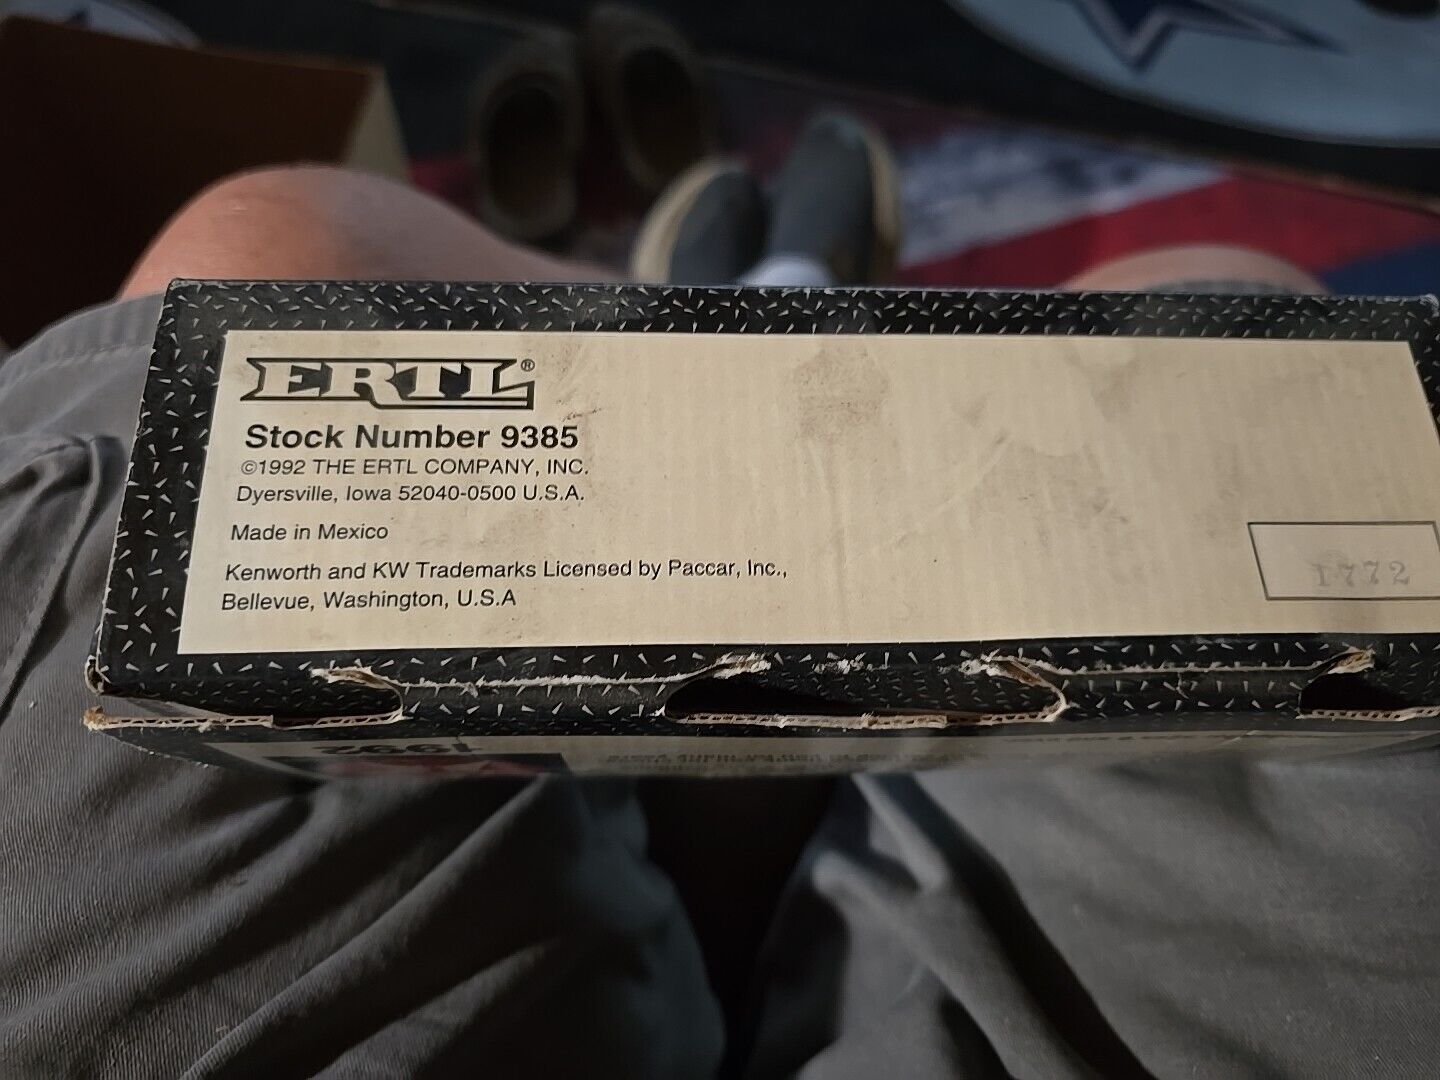 ERTL®
Stock Number 9385
©1992 THE ERTL COMPANY, INC.
Dyersville, Iowa 52040-0500 U.S.A.
Made in Mexico
Kenworth and KW Trademarks Licensed by Paccar, Inc.,
Bellevue, Washington, U.S.A
1772
1992